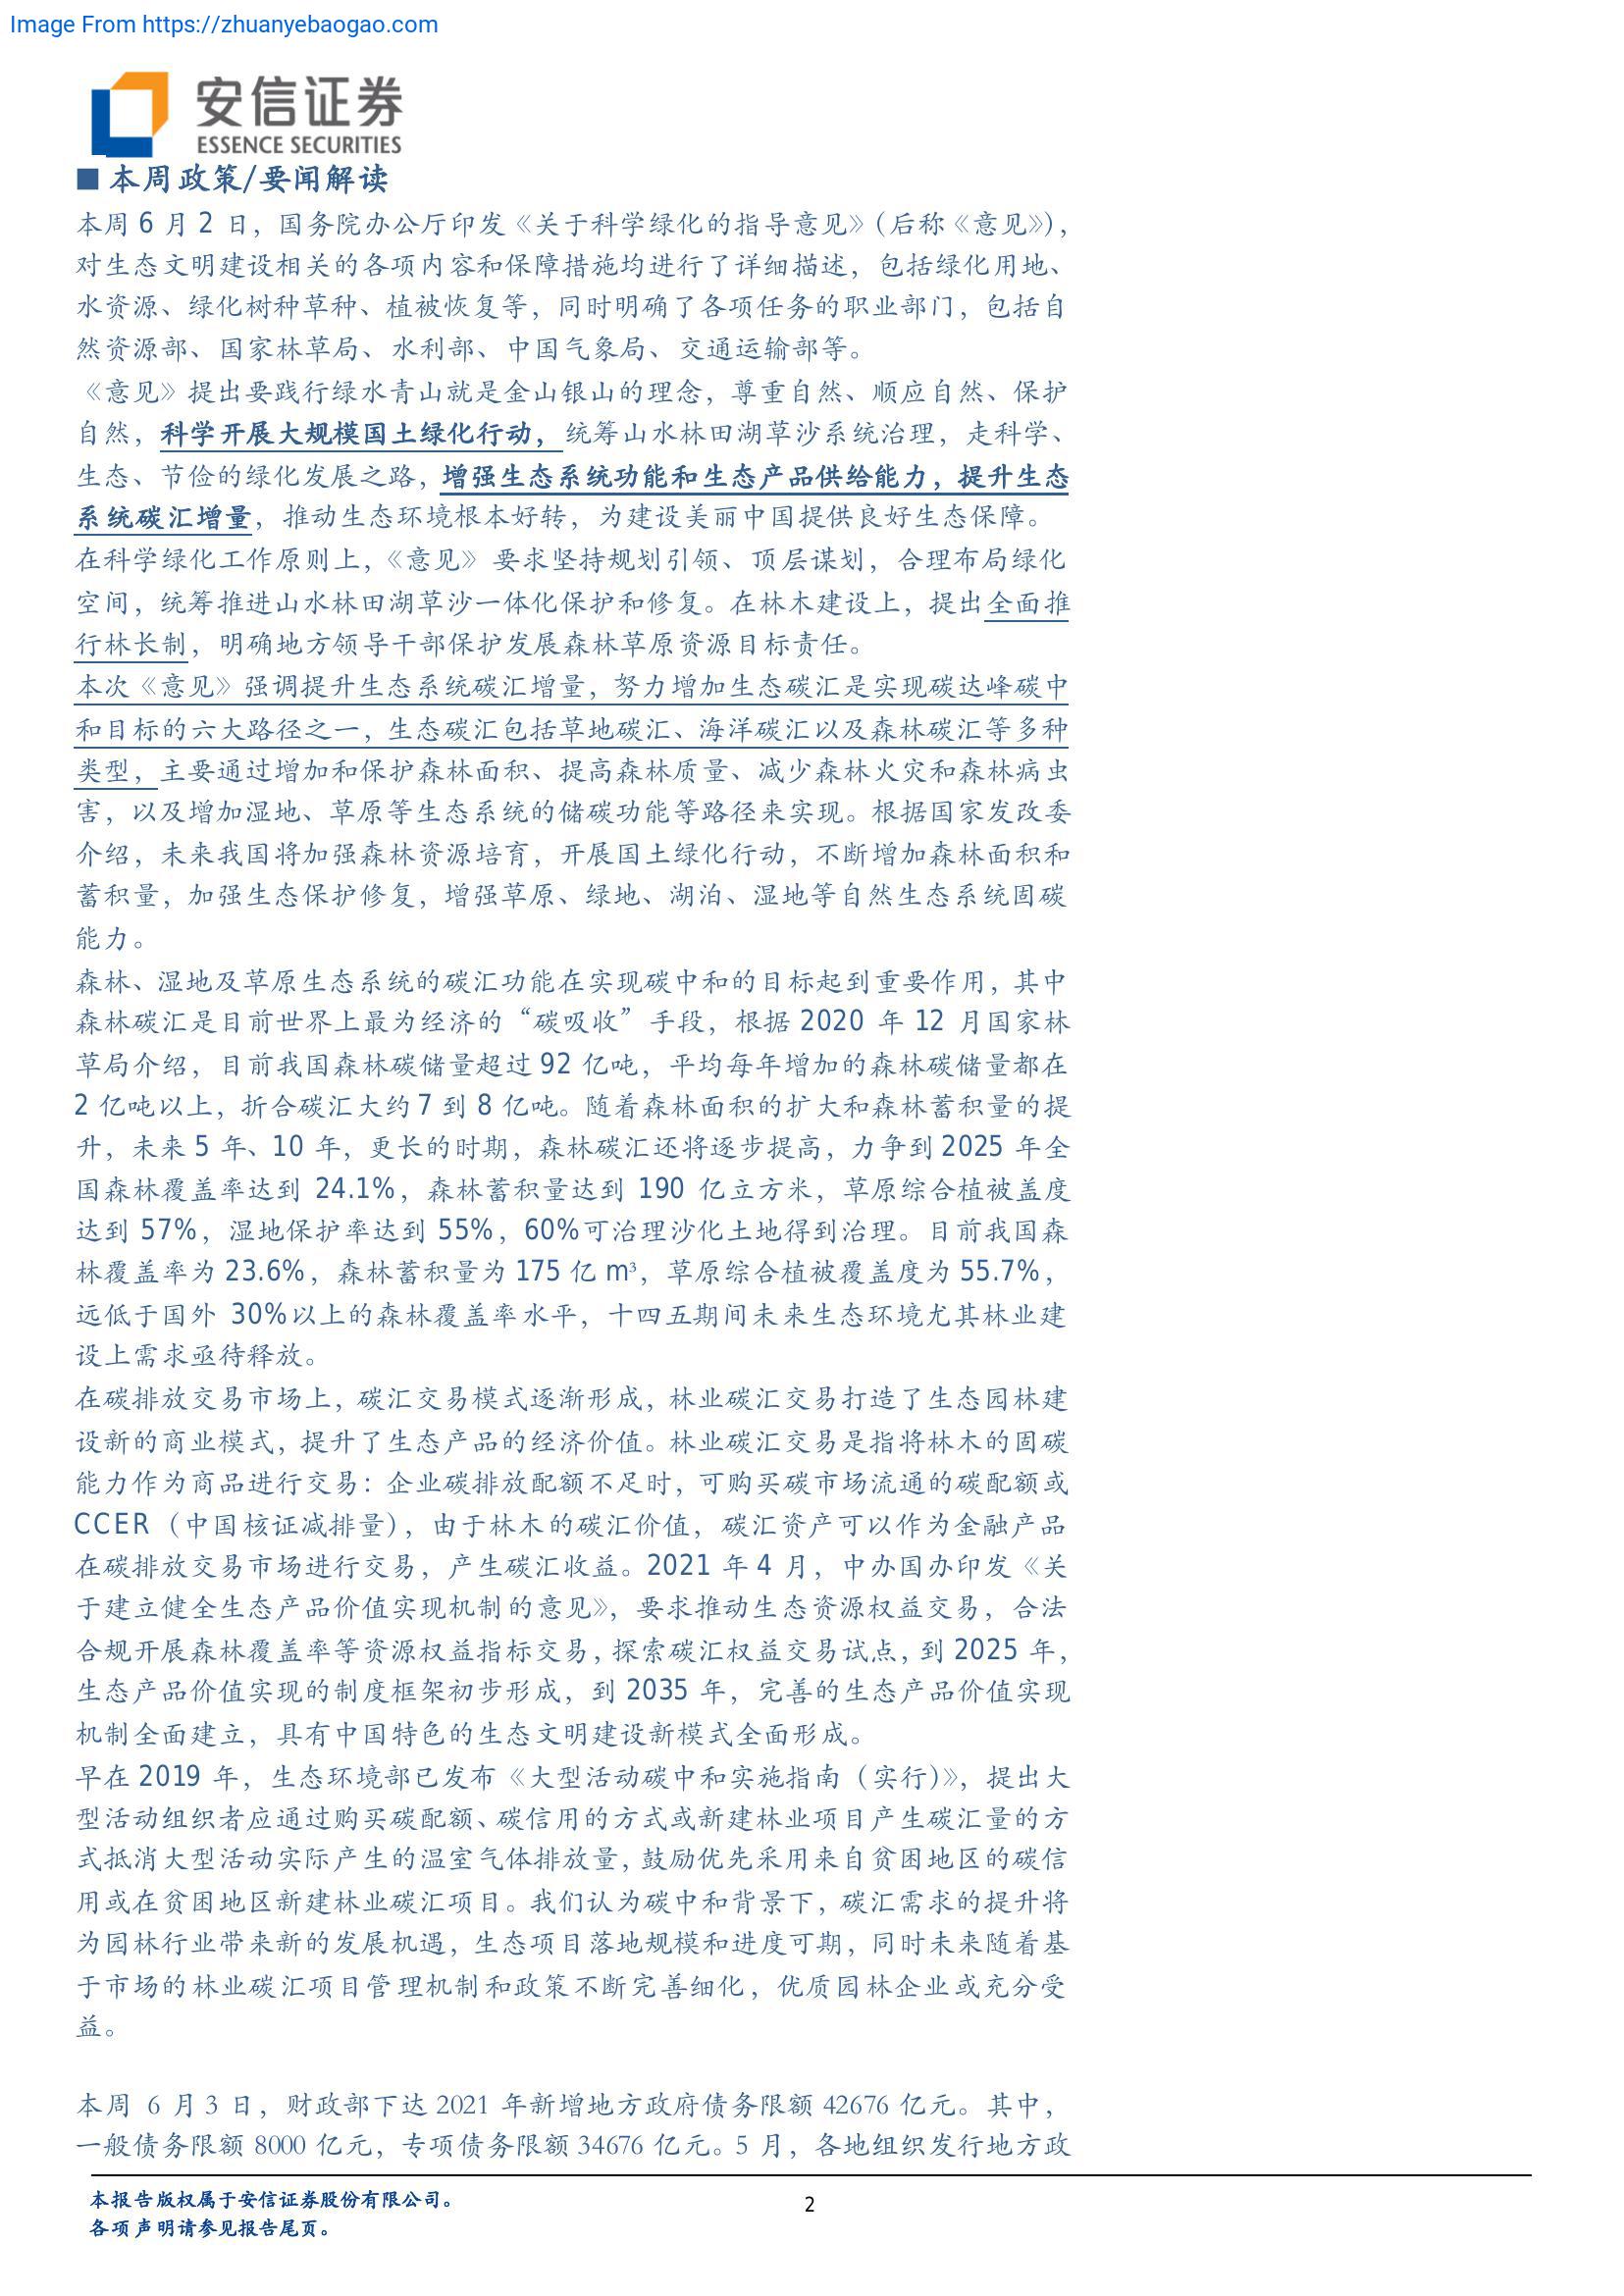 Image From https://zhuanyebaogao.com
安信证券
ESSENCE SECURITIES
■本周政策/要闻解读
本周 6 月 2 日，国务院办公厅印发《关于科学绿化的指导意见》（后称《意见》），
对生态文明建设相关的各项内容和保障措施均进行了详细描述，包括绿化用地、
水资源、绿化树种草种、植被恢复等，同时明确了各项任务的职业部门，包括自
然资源部、国家林草局、水利部、中国气象局、交通运输部等。
《意见》提出要践行绿水青山就是金山银山的理念，尊重自然、顺应自然、保护
自然，科学开展大规模国土绿化行动，统筹山水林田湖草沙系统治理，走科学、
生态、节俭的绿化发展之路，增强生态系统功能和生态产品供给能力，提升生态
系统碳汇增量，推动生态环境根本好转，为建设美丽中国提供良好生态保障。
在科学绿化工作原则上，《意见》要求坚持规划引领、顶层谋划，合理布局绿化
空间，统筹推进山水林田湖草沙一体化保护和修复。在林木建设上，提出全面推
行林长制，明确地方领导干部保护发展森林草原资源目标责任。
本次《意见》强调提升生态系统碳汇增量，努力增加生态碳汇是实现碳达峰碳中
和目标的六大路径之一，生态碳汇包括草地碳汇、海洋碳汇以及森林碳汇等多种
类型，主要通过增加和保护森林面积、提高森林质量、减少森林火灾和森林病虫
害，以及增加湿地、草原等生态系统的储碳功能等路径来实现。根据国家发改委
介绍，未来我国将加强森林资源培育，开展国土绿化行动，不断增加森林面积和
蓄积量，加强生态保护修复，增强草原、绿地、湖泊、湿地等自然生态系统固碳
能力。
森林、湿地及草原生态系统的碳汇功能在实现碳中和的目标起到重要作用，其中
森林碳汇是目前世界上最为经济的“碳吸收”手段，根据 2020 年 12 月国家林
草局介绍，目前我国森林碳储量超过 92 亿吨，平均每年增加的森林碳储量都在
2 亿吨以上，折合碳汇大约 7 到 8 亿吨。随着森林面积的扩大和森林蓄积量的提
升，未来 5 年、10 年，更长的时期，森林碳汇还将逐步提高，力争到 2025 年全
国森林覆盖率达到 24.1%，森林蓄积量达到 190 亿立方米，草原综合植被盖度
达到 57%，湿地保护率达到 55%，60%可治理沙化土地得到治理。目前我国森
林覆盖率为 23.6%，森林蓄积量为 175 亿 m³，草原综合植被覆盖度为 55.7%，
远低于国外 30%以上的森林覆盖率水平，十四五期间未来生态环境尤其林业建
设上需求亟待释放。
在碳排放交易市场上，碳汇交易模式逐渐形成，林业碳汇交易打造了生态园林建
设新的商业模式，提升了生态产品的经济价值。林业碳汇交易是指将林木的固碳
能力作为商品进行交易：企业碳排放配额不足时，可购买碳市场流通的碳配额或
CCER（中国核证减排量），由于林木的碳汇价值，碳汇资产可以作为金融产品
在碳排放交易市场进行交易，产生碳汇收益。2021 年 4 月，中办国办印发《关
于建立健全生态产品价值实现机制的意见》，要求推动生态资源权益交易，合法
合规开展森林覆盖率等资源权益指标交易，探索碳汇权益交易试点，到 2025 年，
生态产品价值实现的制度框架初步形成，到 2035 年，完善的生态产品价值实现
机制全面建立，具有中国特色的生态文明建设新模式全面形成。
早在 2019 年，生态环境部已发布《大型活动碳中和实施指南（实行）》，提出大
型活动组织者应通过购买碳配额、碳信用的方式或新建林业项目产生碳汇量的方
式抵消大型活动实际产生的温室气体排放量，鼓励优先采用来自贫困地区的碳信
用或在贫困地区新建林业碳汇项目。我们认为碳中和背景下，碳汇需求的提升将
为园林行业带来新的发展机遇，生态项目落地规模和进度可期，同时未来随着基
于市场的林业碳汇项目管理机制和政策不断完善细化，优质园林企业或充分受
益。
本周 6 月 3 日，财政部下达 2021 年新增地方政府债务限额 42676 亿元。其中，
一般债务限额 8000 亿元，专项债务限额 34676 亿元。5 月，各地组织发行地方政
本报告版权属于安信证券股份有限公司。
各项声明请参见报告尾页。
2